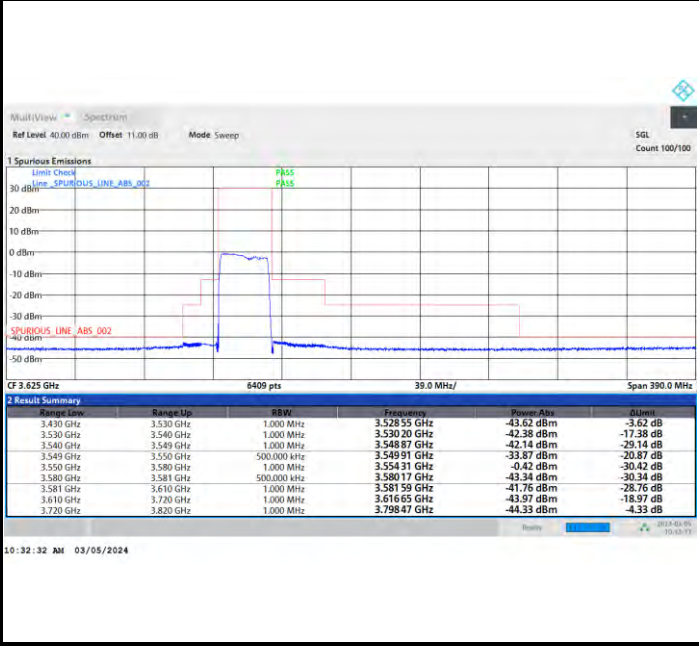 MultiView Spectrum
Ref Level 40.00 dBm Offset 11.00 dB Mode Sweep SGL
Count 100/100
1 Spurious Emissions
Limit Check PASS
Line _SPURIOUS_LINE_ABS_002 PASS
30 dBm
20 dBm
10 dBm
0 dBm
-10 dBm
-20 dBm
-30 dBm
SPURIOUS_LINE_ABS_002
-40 dBm
-50 dBm
CF 3.625 GHz 6409 pts 39.0 MHz/ Span 390.0 MHz
2 Result Summary
Range Low Range Up RBW Frequency Power Abs ΔLimit
3.430 GHz 3.530 GHz 1.000 MHz 3.528 55 GHz -43.62 dBm -3.62 dB
3.530 GHz 3.540 GHz 1.000 MHz 3.530 20 GHz -42.38 dBm -17.38 dB
3.540 GHz 3.549 GHz 1.000 MHz 3.548 87 GHz -42.14 dBm -29.14 dB
3.549 GHz 3.550 GHz 500.000 kHz 3.549 91 GHz -33.87 dBm -20.87 dB
3.550 GHz 3.580 GHz 1.000 MHz 3.554 31 GHz -0.42 dBm -30.42 dB
3.580 GHz 3.581 GHz 500.000 kHz 3.580 17 GHz -43.34 dBm -30.34 dB
3.581 GHz 3.610 GHz 1.000 MHz 3.581 59 GHz -41.76 dBm -28.76 dB
3.610 GHz 3.720 GHz 1.000 MHz 3.616 65 GHz -43.97 dBm -18.97 dB
3.720 GHz 3.820 GHz 1.000 MHz 3.798 47 GHz -44.33 dBm -4.33 dB
Ready
10:32:32 AM 03/05/2024